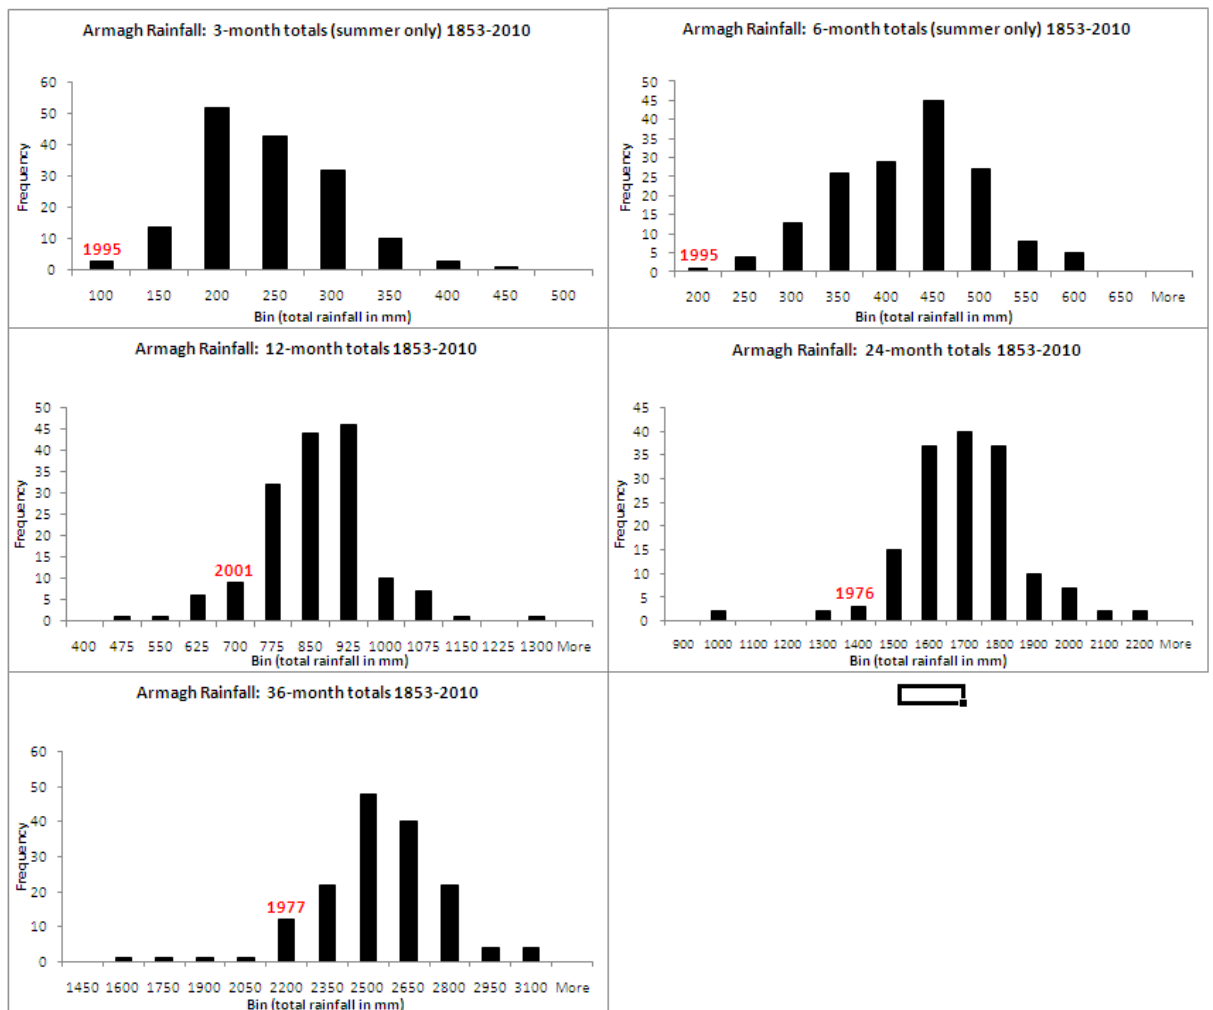 Armagh Rainfall: 3-month totals (summer only) 1853-2010
60
50
40
30
20
10
0
Frequency
1995
100 150 200 250 300 350 400 450 500
Bin (total rainfall in mm)
Armagh Rainfall: 6-month totals (summer only) 1853-2010
50
45
40
35
30
25
20
15
10
5
0
Frequency
1995
200 250 300 350 400 450 500 550 600 650 More
Bin (total rainfall in mm)
Armagh Rainfall: 12-month totals 1853-2010
50
45
40
35
30
25
20
15
10
5
0
Frequency
2001
400 475 550 625 700 775 850 925 1000 1075 1150 1225 1300 More
Bin (total rainfall in mm)
Armagh Rainfall: 24-month totals 1853-2010
45
40
35
30
25
20
15
10
5
0
Frequency
1976
900 1000 1100 1200 1300 1400 1500 1600 1700 1800 1900 2000 2100 2200 More
Bin (total rainfall in mm)
Armagh Rainfall: 36-month totals 1853-2010
60
50
40
30
20
10
0
Frequency
1977
1450 1600 1750 1900 2050 2200 2350 2500 2650 2800 2950 3100 More
Bin (total rainfall in mm)